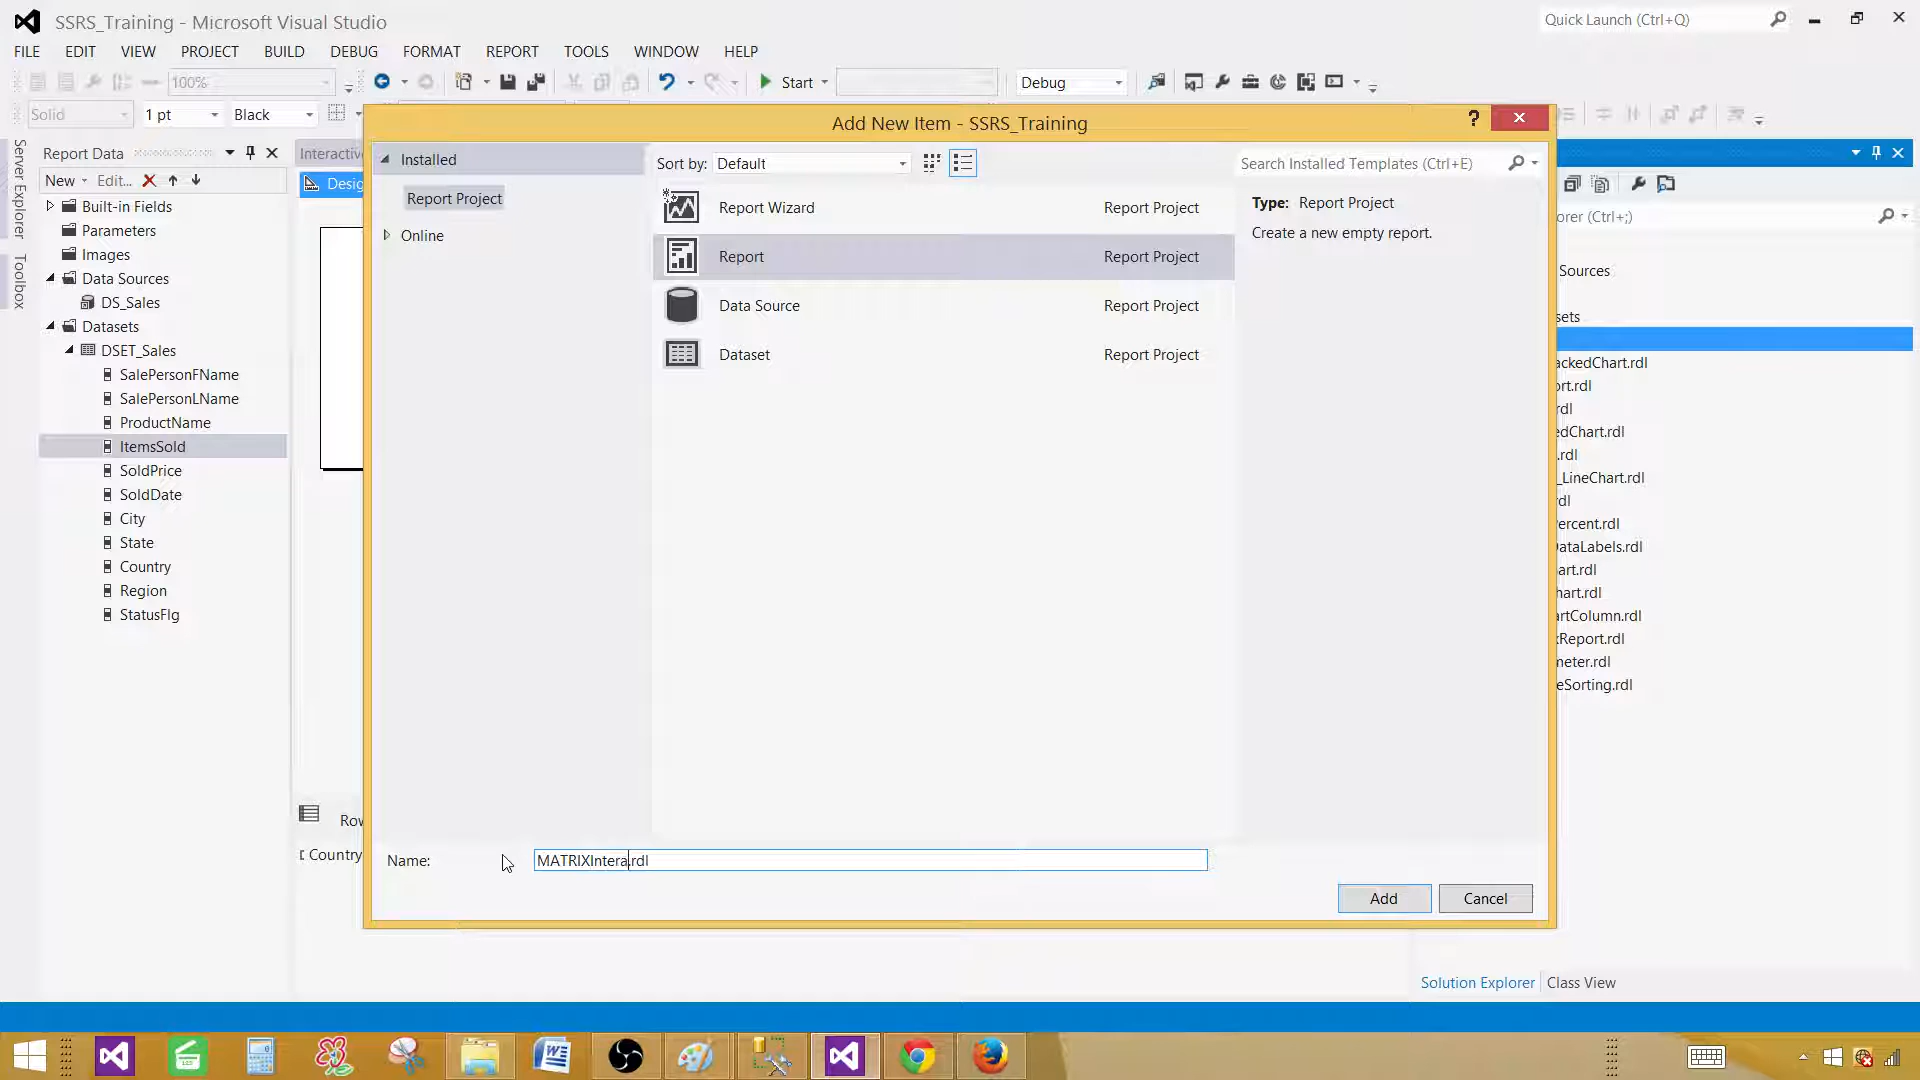 SSRS_Training - Microsoft Visual Studio
Quick Launch (Ctrl+Q)
FILE EDIT VIEW PROJECT BUILD DEBUG FORMAT REPORT TOOLS WINDOW HELP
100%
Start
Debug
Solid
1 pt
Black
Add New Item - SSRS_Training
Server Explorer
Toolbox
Report Data
New
Edit...
Built-in Fields
Parameters
Images
Data Sources
DS_Sales
Datasets
DSET_Sales
SalePersonFName
SalePersonLName
ProductName
ItemsSold
SoldPrice
SoldDate
City
State
Country
Region
StatusFlg
Interactiv
Desig
Row
Country
Installed
Report Project
Online
Sort by: Default
Search Installed Templates (Ctrl+E)
Report Wizard Report Project
Report Report Project
Data Source Report Project
Dataset Report Project
Type: Report Project
Create a new empty report.
Name: MATRIXIntera.rdl
Add
Cancel
orer (Ctrl+;)
Sources
sets
ackedChart.rdl
ort.rdl
rdl
edChart.rdl
.rdl
_LineChart.rdl
rdl
ercent.rdl
DataLabels.rdl
art.rdl
hart.rdl
artColumn.rdl
xReport.rdl
meter.rdl
eSorting.rdl
Solution Explorer Class View